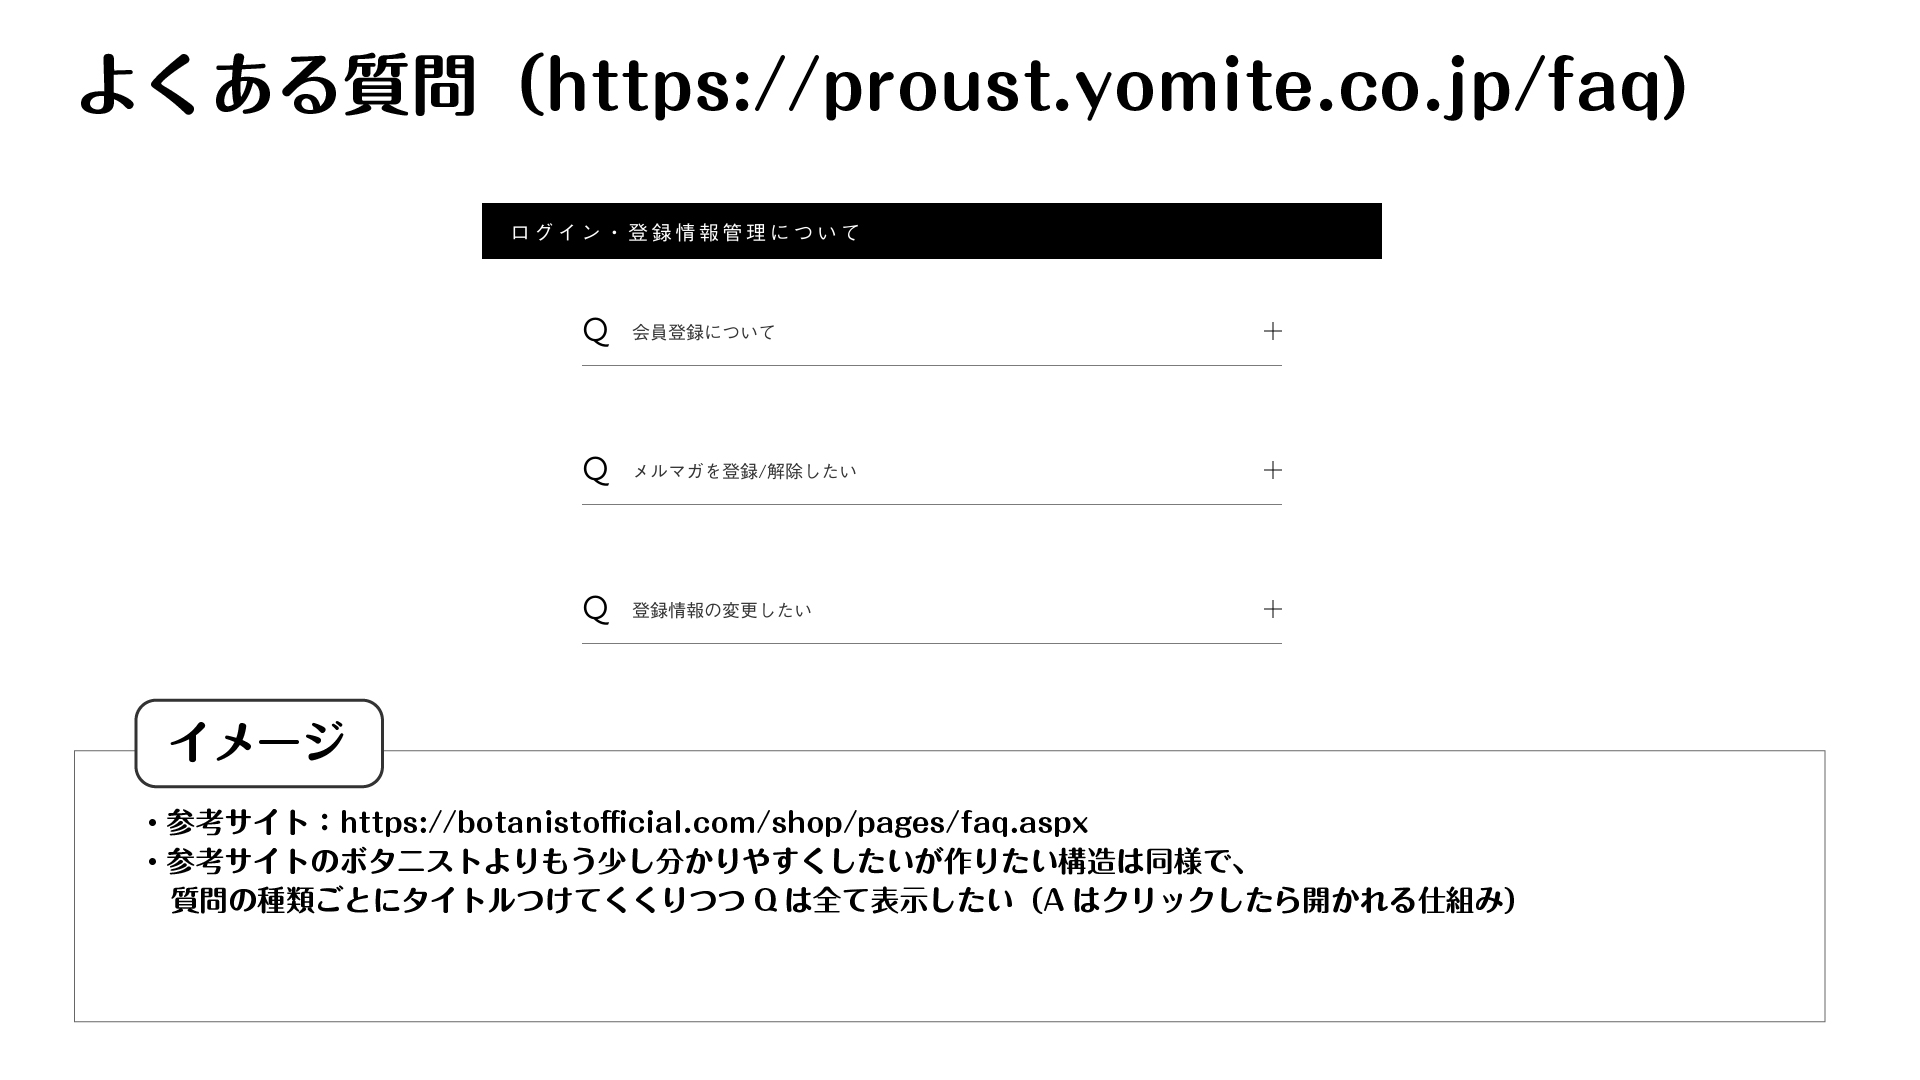 よくある質問（https://proust.yomite.co.jp/faq）
ログイン・登録情報管理について
Q 会員登録について ＋
Q メルマガを登録/解除したい ＋
Q 登録情報の変更したい ＋
イメージ
・参考サイト：https://botanistofficial.com/shop/pages/faq.aspx
・参考サイトのボタニストよりもう少し分かりやすくしたいが作りたい構造は同様で、
質問の種類ごとにタイトルつけてくくりつつ Q は全て表示したい（A はクリックしたら開かれる仕組み）